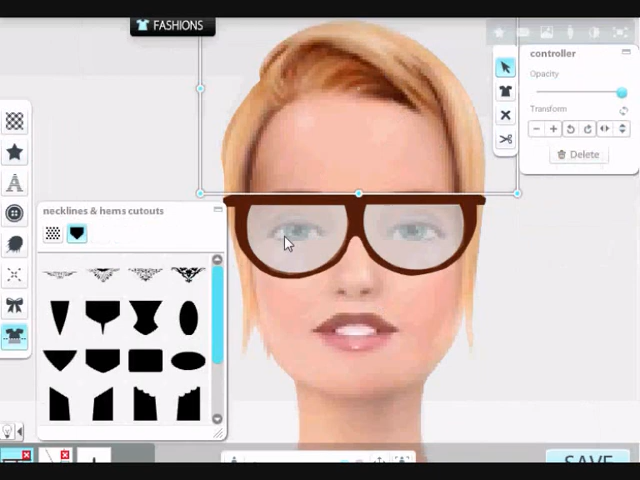 FASHIONS
controller
Opacity
Transform
Delete
necklines & hems cutouts
SAVE